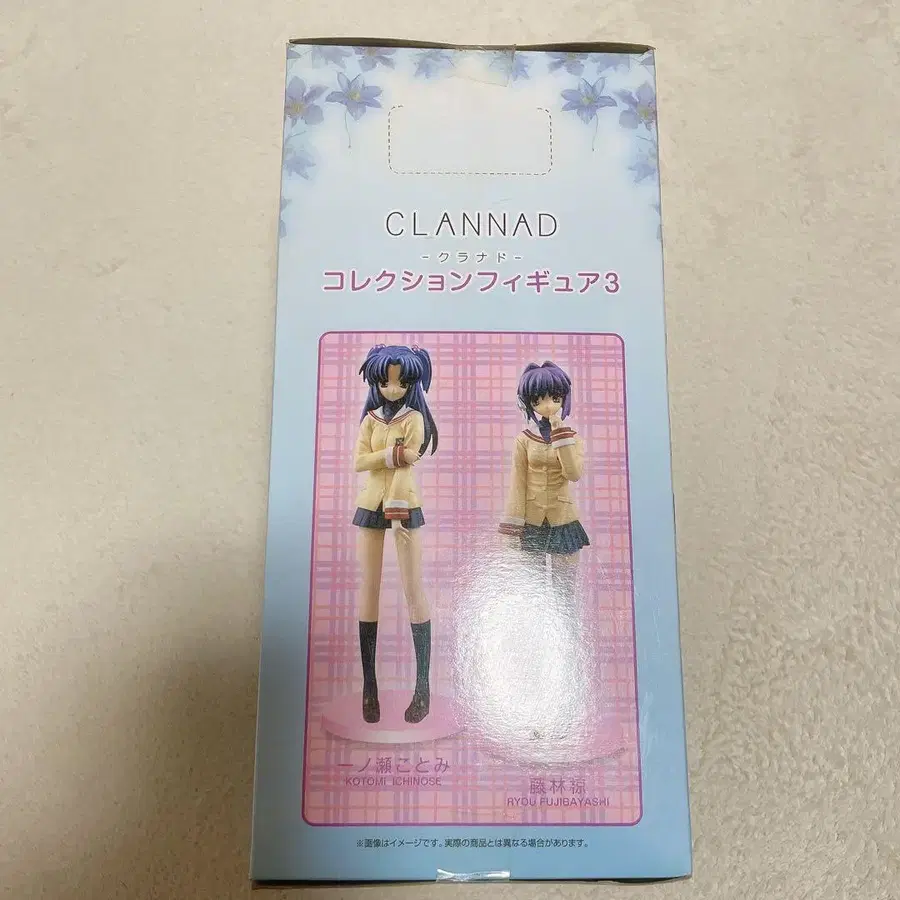 CLANNAD
-クラナド-
コレクションフィギュア3
一ノ瀬ことみ
KOTOMI ICHINOSE
藤林椋
RYOU FUJIBAYASHI
※画像はイメージです。実際の商品とは異なる場合があります。